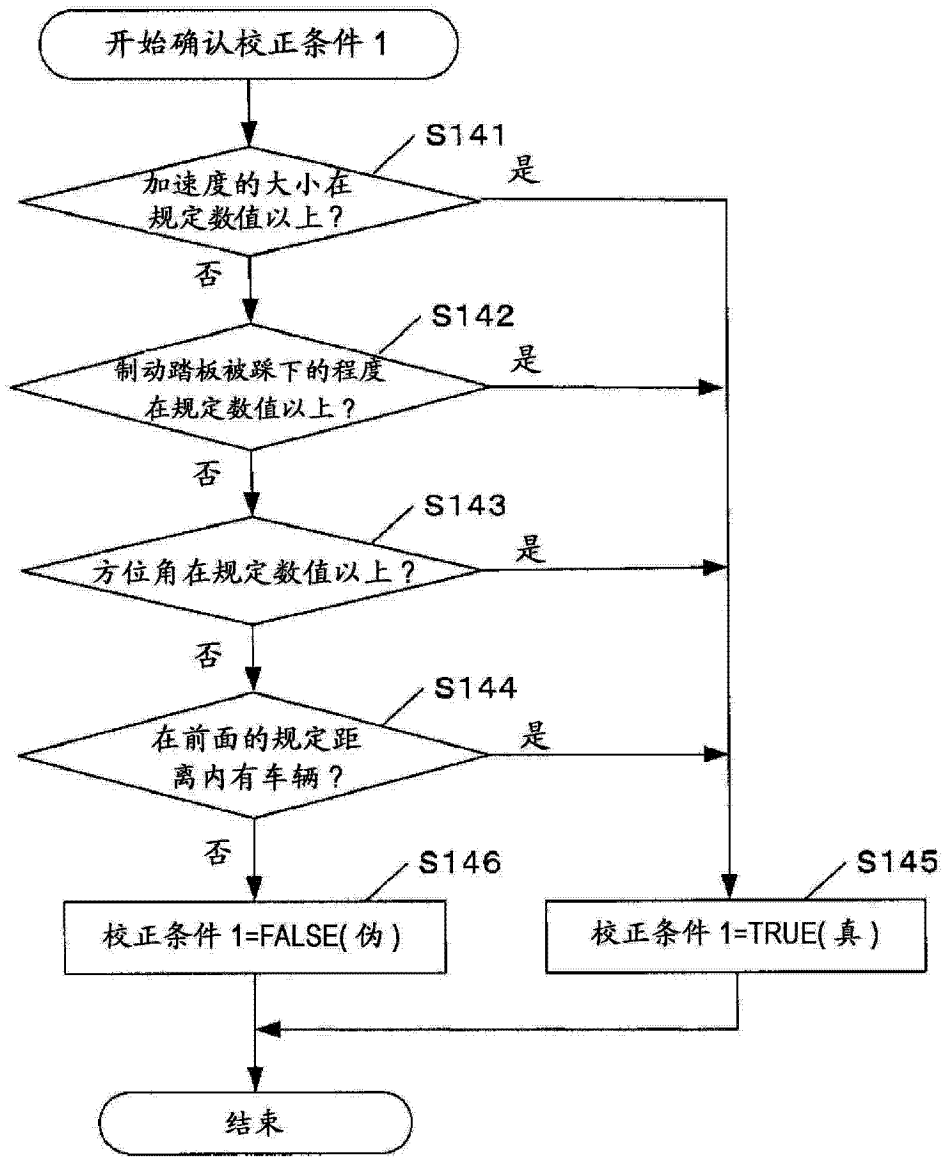 开始确认校正条件 1
S141
加速度的大小在
规定数值以上?
是
否
S142
制动踏板被踩下的程度
在规定数值以上?
是
否
S143
方位角在规定数值以上?
是
否
S144
在前面的规定距
离内有车辆?
是
否
S146
校正条件 1=FALSE(伪)
S145
校正条件 1=TRUE(真)
结束